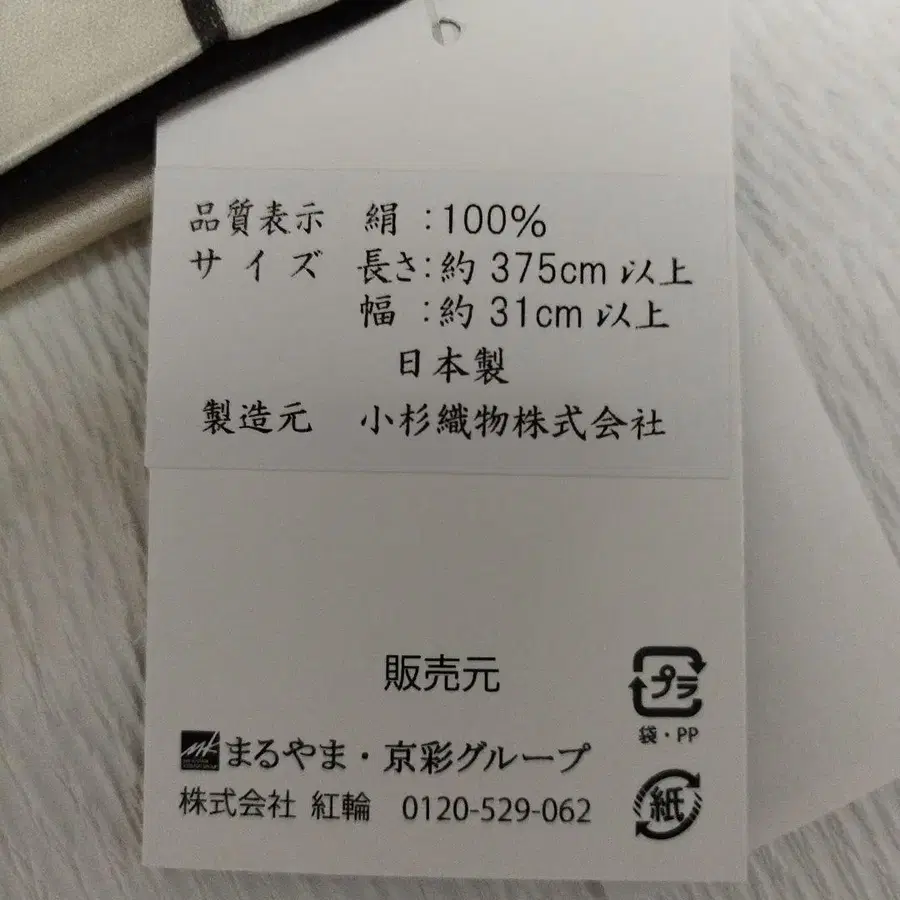 品質表示 絹 :100%
サイズ 長さ:約 375cm 以上
幅 :約 31cm 以上
日本製
製造元 小杉織物株式会社
販売元
プラ
袋・PP
mk まるやま・京彩グループ
株式会社 紅輪 0120-529-062
紙